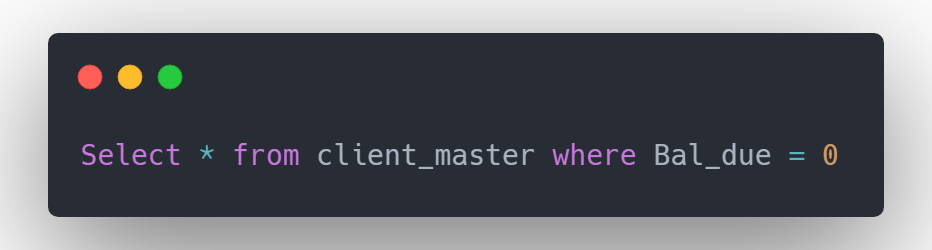 Select * from client_master where Bal_due = 0